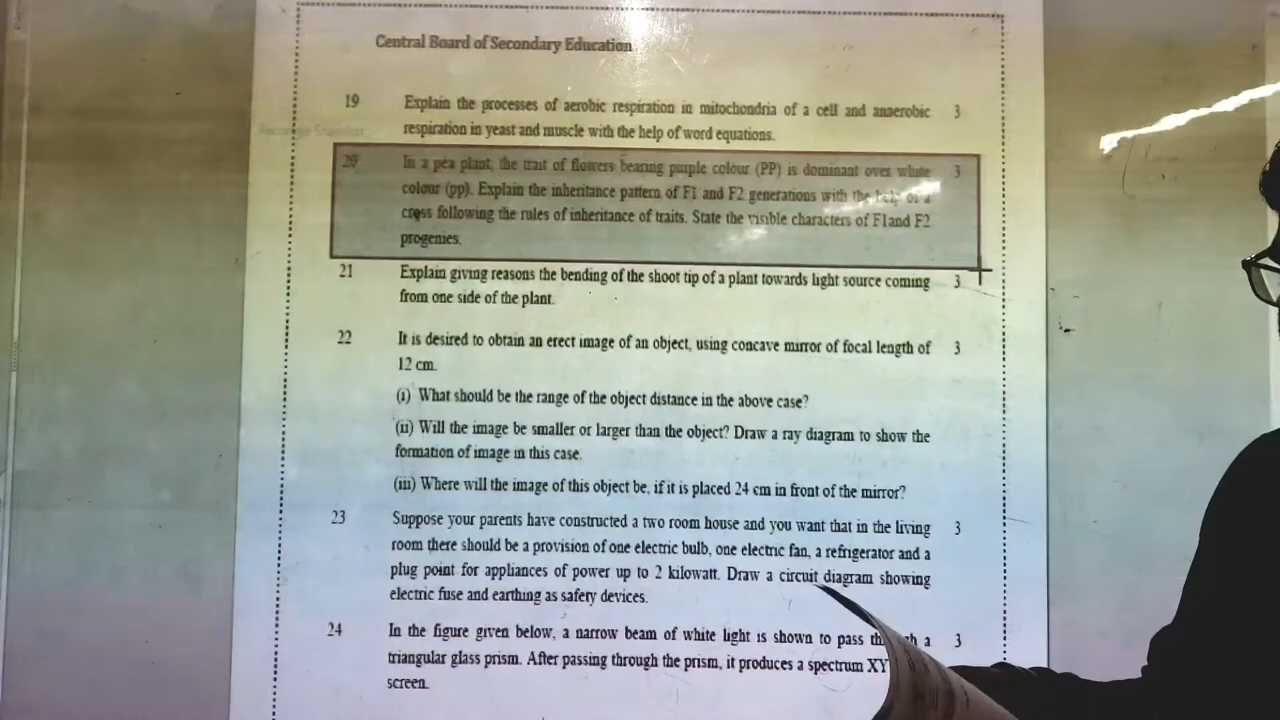 Central Board of Secondary Education
19 Explain the processes of aerobic respiration in mitochondria of a cell and anaerobic 3
respiration in yeast and muscle with the help of word equations.
20 In a pea plant, the trait of flowers bearing purple colour (PP) is dominant over white 3
colour (pp). Explain the inheritance pattern of F1 and F2 generations with the help of a
cross following the rules of inheritance of traits. State the visible characters of F1and F2
progenies.
21 Explain giving reasons the bending of the shoot tip of a plant towards light source coming 3
from one side of the plant.
22 It is desired to obtain an erect image of an object, using concave mirror of focal length of 3
12 cm.
(i) What should be the range of the object distance in the above case?
(ii) Will the image be smaller or larger than the object? Draw a ray diagram to show the
formation of image in this case.
(iii) Where will the image of this object be, if it is placed 24 cm in front of the mirror?
23 Suppose your parents have constructed a two room house and you want that in the living 3
room there should be a provision of one electric bulb, one electric fan, a refrigerator and a
plug point for appliances of power up to 2 kilowatt. Draw a circuit diagram showing
electric fuse and earthing as safety devices.
24 In the figure given below, a narrow beam of white light is shown to pass a 3
triangular glass prism. After passing through the prism, it produces a spectrum XY
screen.